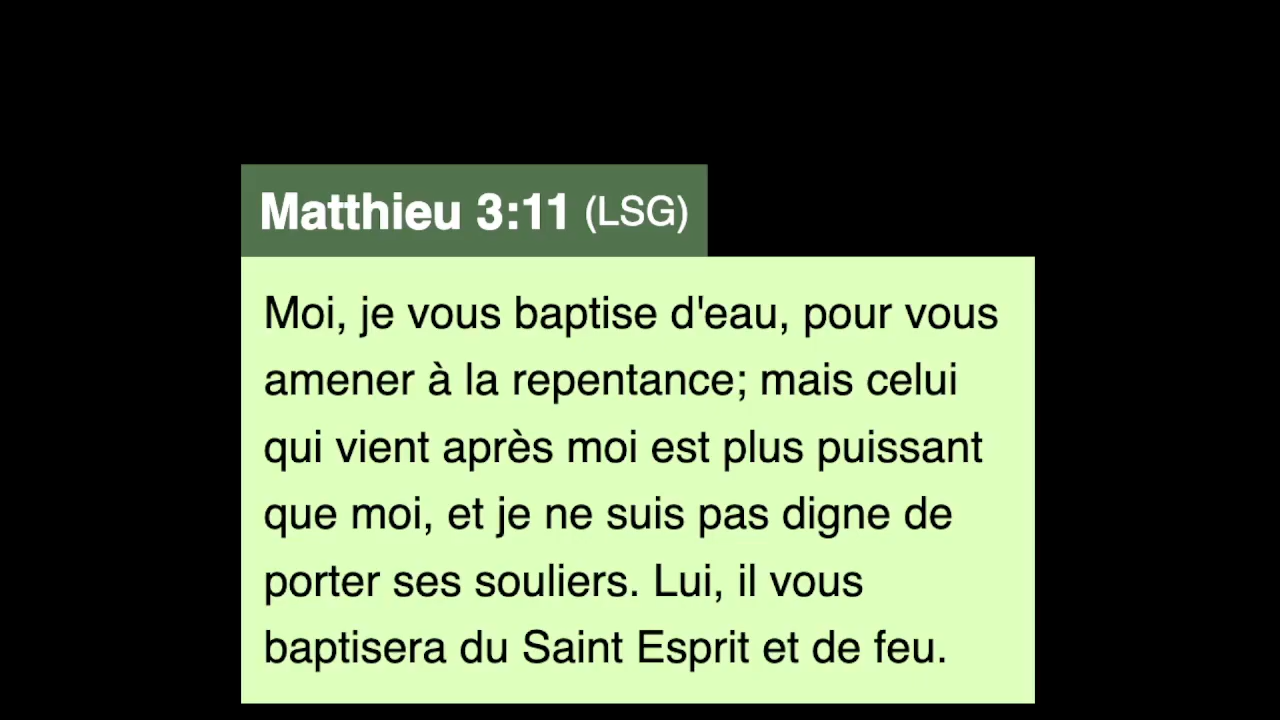 Matthieu 3:11 (LSG)
Moi, je vous baptise d'eau, pour vous
amener à la repentance; mais celui
qui vient après moi est plus puissant
que moi, et je ne suis pas digne de
porter ses souliers. Lui, il vous
baptisera du Saint Esprit et de feu.